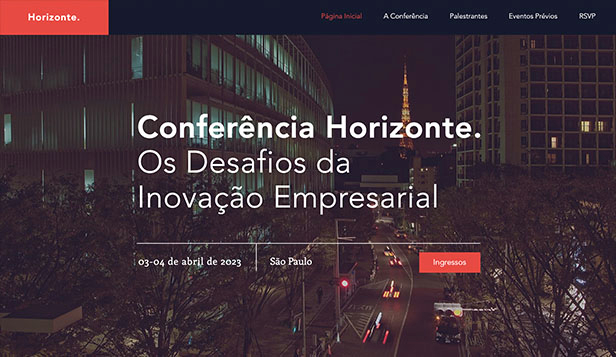 Horizonte.
Página Inicial
A Conferência
Palestrantes
Eventos Prévios
RSVP
Conferência Horizonte.
Os Desafios da
Inovação Empresarial
03-04 de abril de 2023
São Paulo
Ingressos